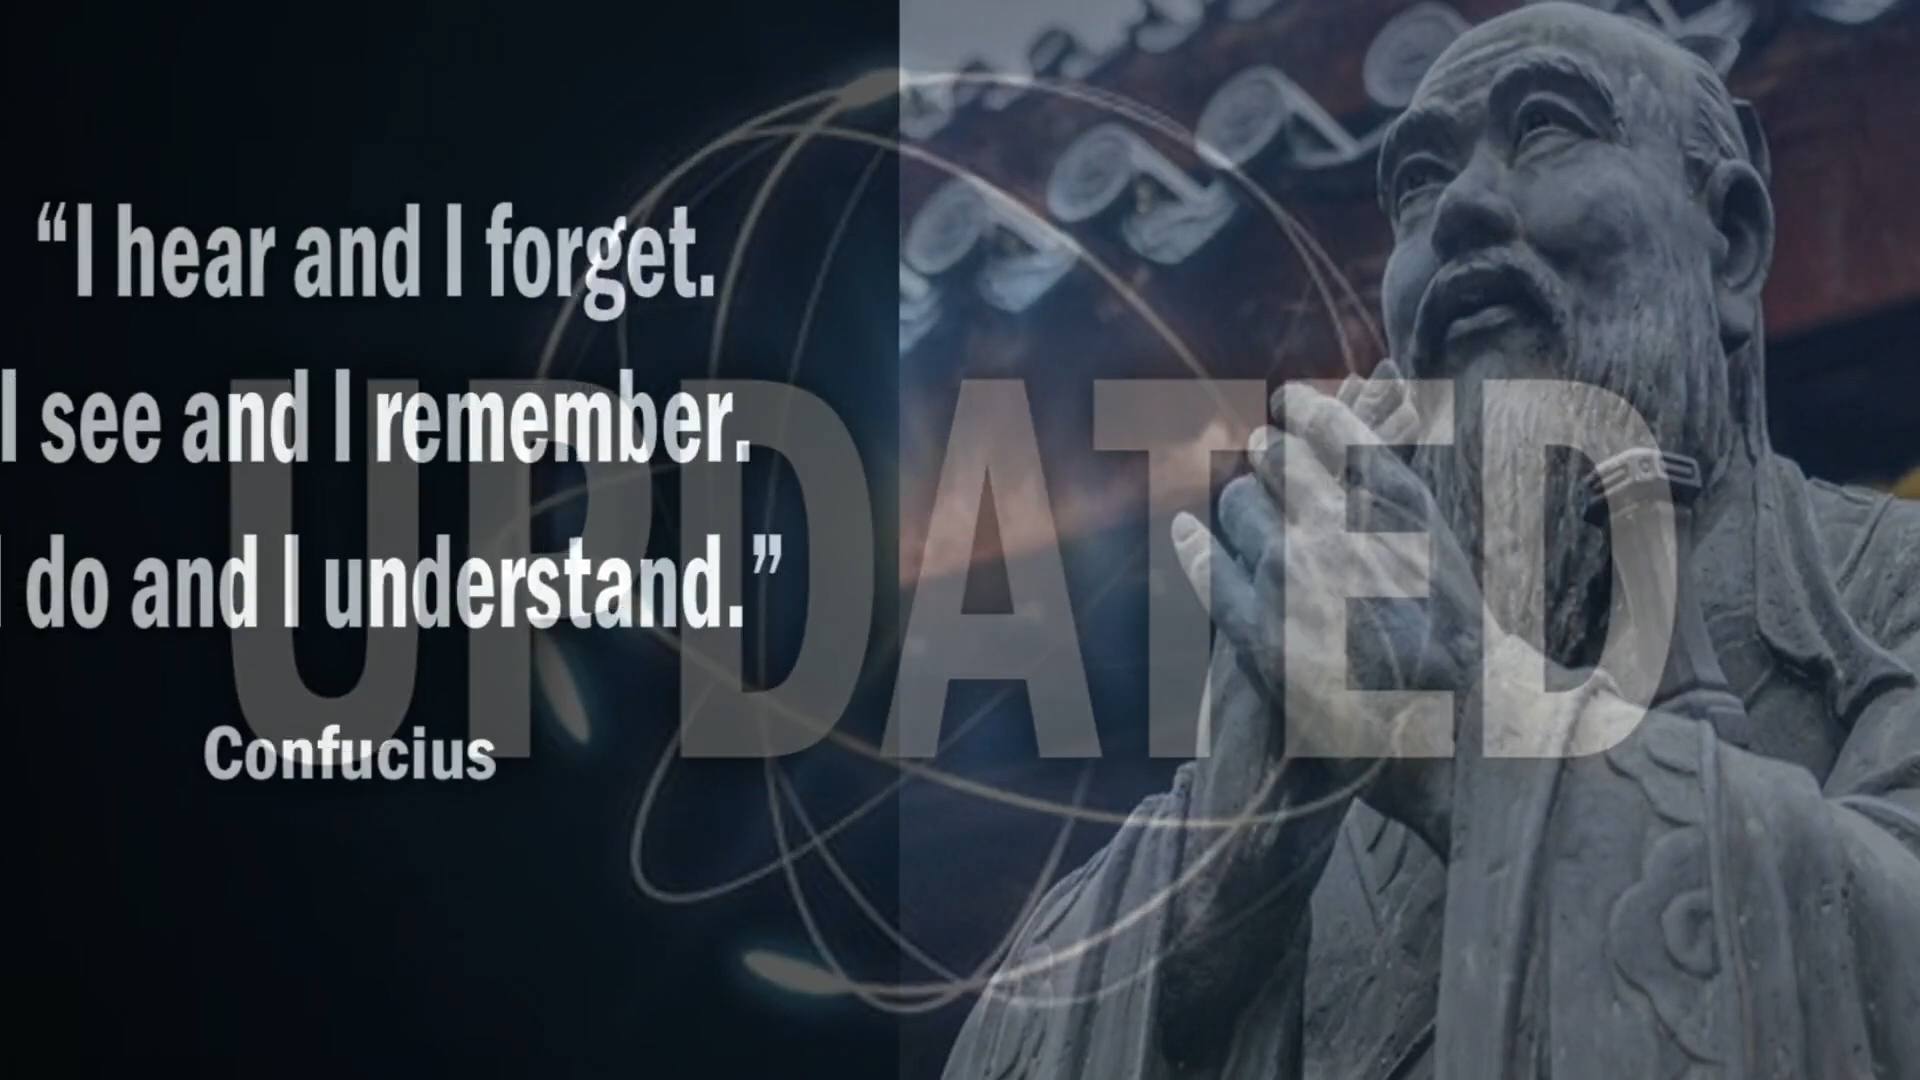 “I hear and I forget.
I see and I remember.
I do and I understand.”
Confucius
UPDATED